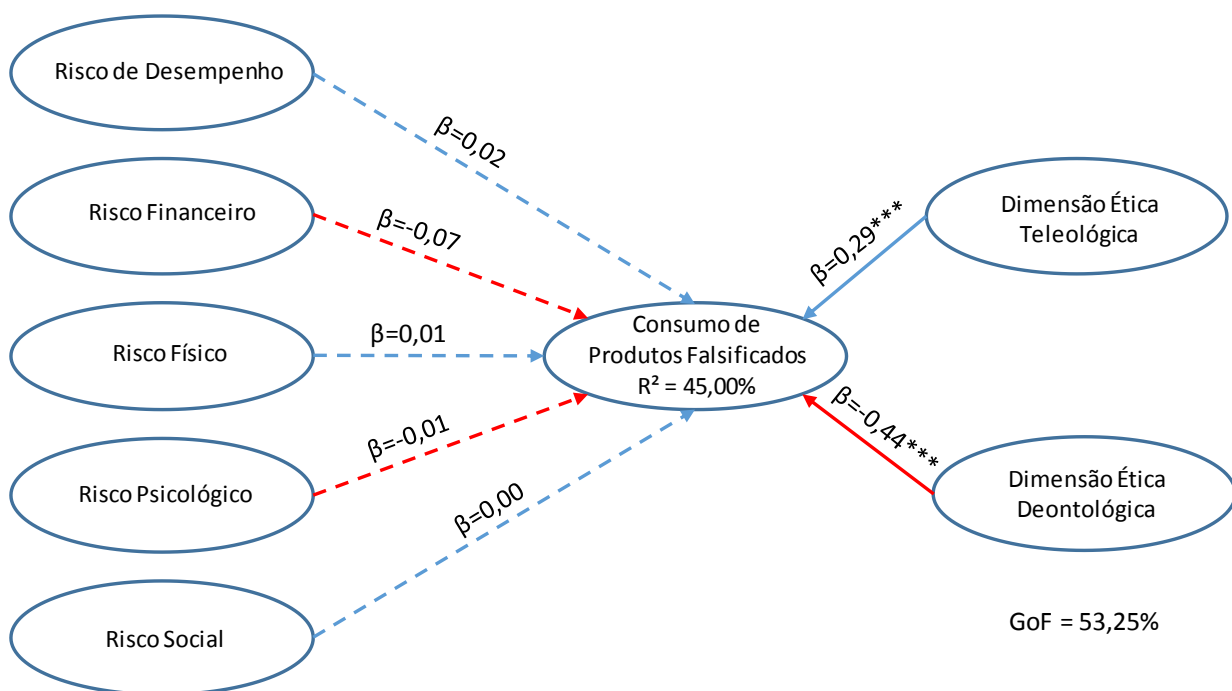 Risco de Desempenho
β=0,02
Risco Financeiro
β=-0,07
Risco Físico
β=0,01
Risco Psicológico
β=-0,01
Risco Social
β=0,00
Consumo de
Produtos Falsificados
R² = 45,00%
Dimensão Ética
Teleológica
β=0,29***
Dimensão Ética
Deontológica
β=-0,44***
GoF = 53,25%